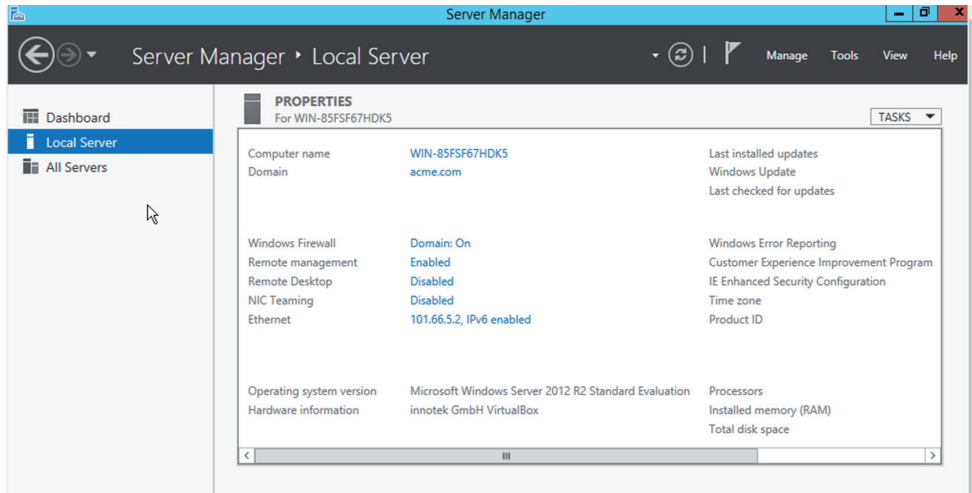 Server Manager
Server Manager ‣ Local Server
Manage Tools View Help
Dashboard
Local Server
All Servers
PROPERTIES
For WIN-85FSF67HDK5
TASKS
Computer name WIN-85FSF67HDK5 Last installed updates
Domain acme.com Windows Update
Last checked for updates
Windows Firewall Domain: On Windows Error Reporting
Remote management Enabled Customer Experience Improvement Program
Remote Desktop Disabled IE Enhanced Security Configuration
NIC Teaming Disabled Time zone
Ethernet 101.66.5.2, IPv6 enabled Product ID
Operating system version Microsoft Windows Server 2012 R2 Standard Evaluation Processors
Hardware information innotek GmbH VirtualBox Installed memory (RAM)
Total disk space